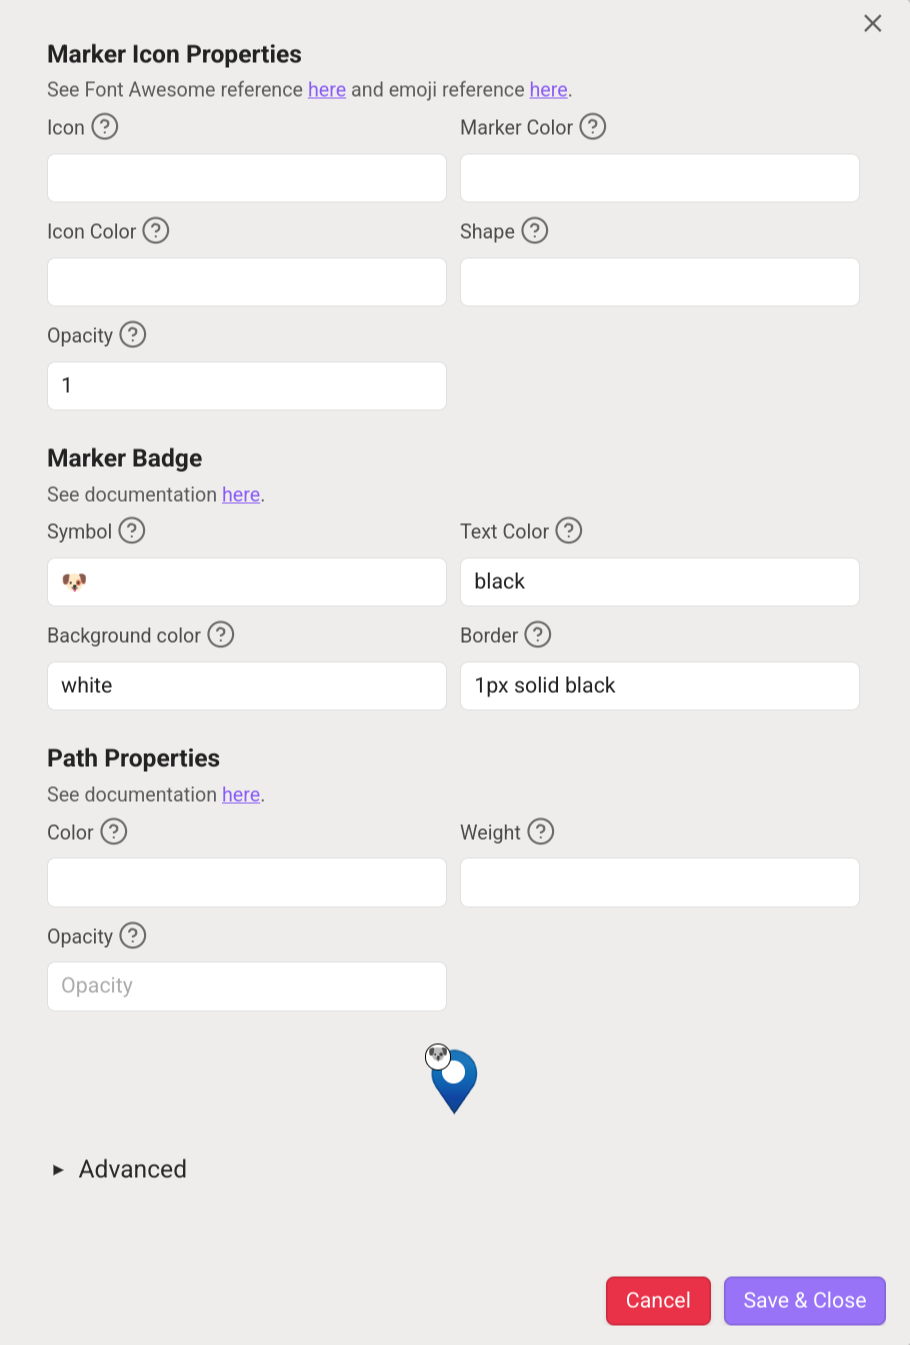 Marker Icon Properties
See Font Awesome reference here and emoji reference here.
Icon ? Marker Color ?
Icon Color ? Shape ?
Opacity ?
1
Marker Badge
See documentation here.
Symbol ? Text Color ?
🐶 black
Background color ? Border ?
white 1px solid black
Path Properties
See documentation here.
Color ? Weight ?
Opacity ?
Opacity
Advanced
Cancel Save & Close